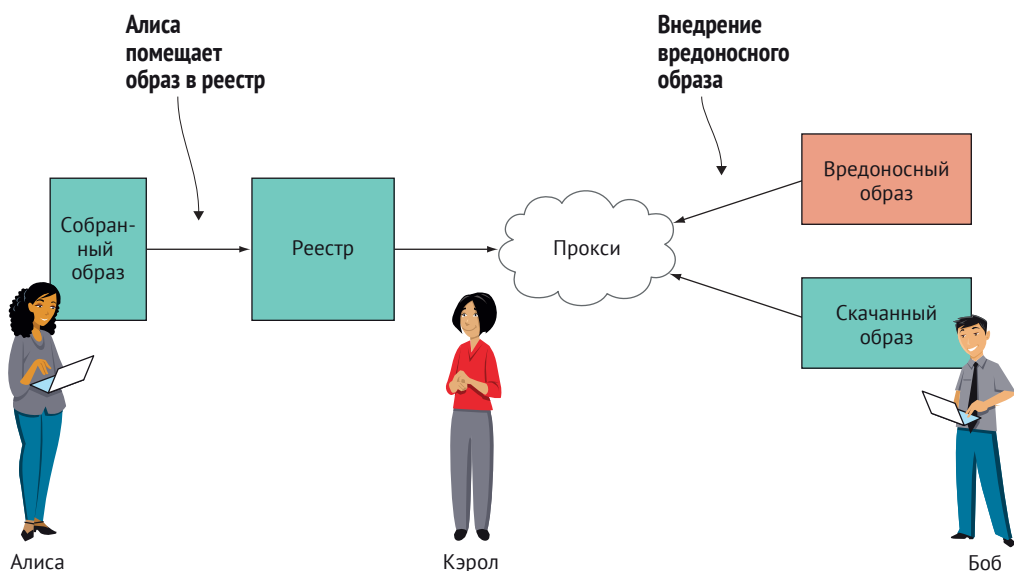 Алиса
помещает
образ в реестр
Внедрение
вредоносного
образа
Собран-
ный
образ
Реестр
Прокси
Вредоносный
образ
Скачанный
образ
Алиса
Кэрол
Боб